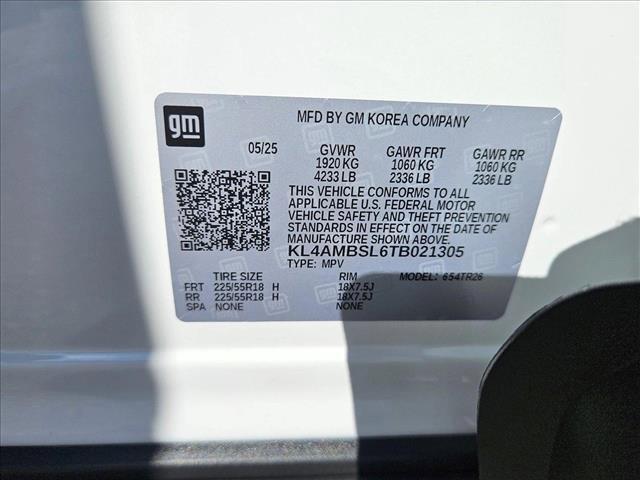 gm
MFD BY GM KOREA COMPANY
05/25 GVWR GAWR FRT GAWR RR
1920 KG 1060 KG 1060 KG
4233 LB 2336 LB 2336 LB
THIS VEHICLE CONFORMS TO ALL
APPLICABLE U.S. FEDERAL MOTOR
VEHICLE SAFETY AND THEFT PREVENTION
STANDARDS IN EFFECT ON THE DATE OF
MANUFACTURE SHOWN ABOVE.
KL4AMBSL6TB021305
TYPE: MPV MODEL: 654TR26
TIRE SIZE RIM
FRT 225/55R18 H 18X7.5J
RR 225/55R18 H 18X7.5J
SPA NONE NONE